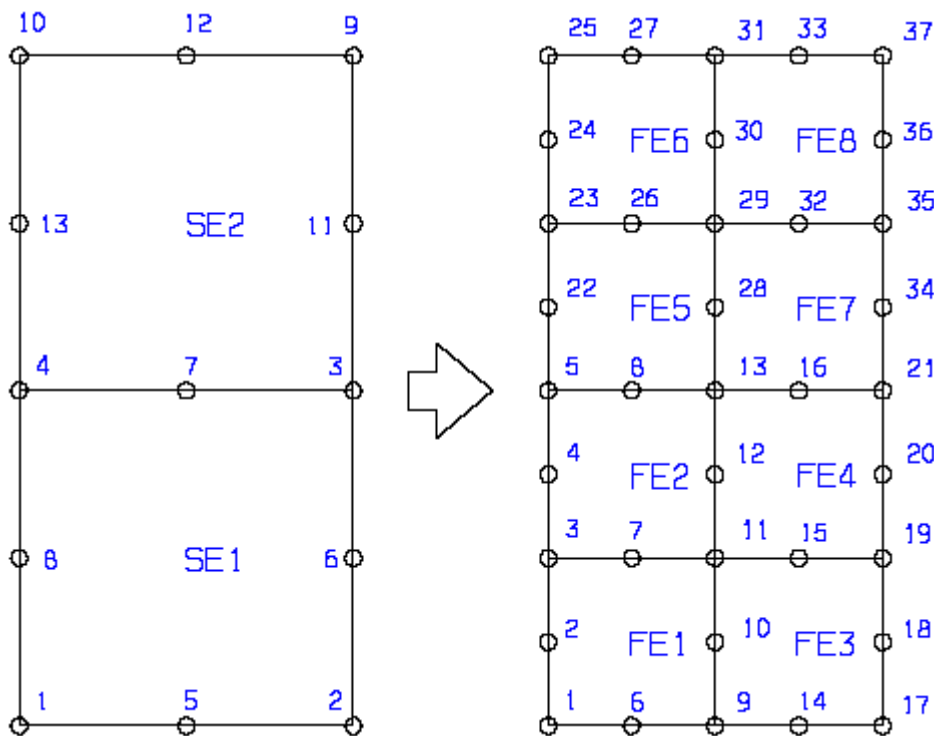 10 12 9
13 SE2 11
4 7 3
8 SE1 6
1 5 2
25 27 31 33 37
24 FE6 30 FE8 36
23 26 29 32 35
22 FE5 28 FE7 34
5 8 13 16 21
4 FE2 12 FE4 20
3 7 11 15 19
2 FE1 10 FE3 18
1 6 9 14 17